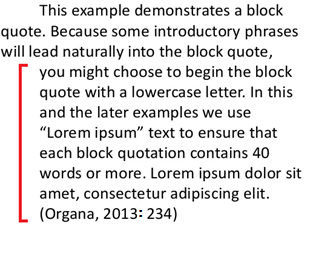 This example demonstrates a block
quote. Because some introductory phrases
will lead naturally into the block quote,
you might choose to begin the block
quote with a lowercase letter. In this
and the later examples we use
“Lorem ipsum” text to ensure that
each block quotation contains 40
words or more. Lorem ipsum dolor sit
amet, consectetur adipiscing elit.
(Organa, 2013: 234)